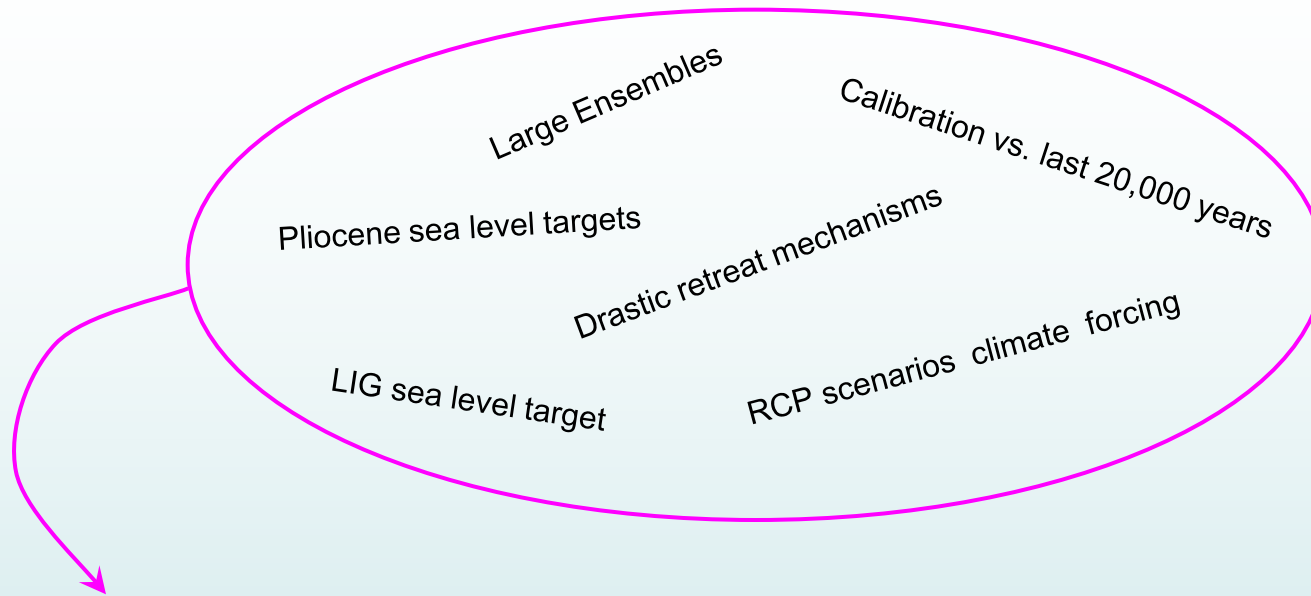 Large Ensembles
Calibration vs. last 20,000 years
Pliocene sea level targets
Drastic retreat mechanisms
LIG sea level target
RCP scenarios climate forcing